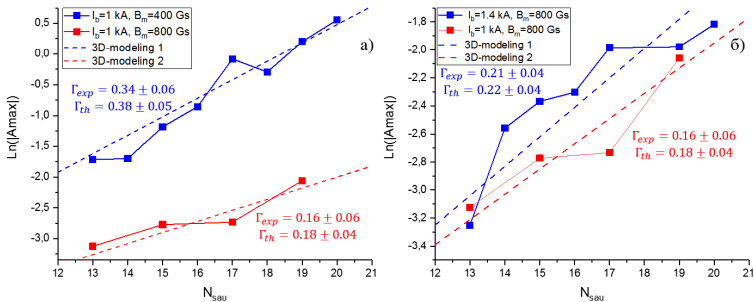 I_b=1 kA, B_m=400 Gs
I_b=1 kA, B_m=800 Gs
3D-modeling 1
3D-modeling 2
а)
Γ_exp = 0.34 ± 0.06
Γ_th = 0.38 ± 0.05
Γ_exp = 0.16 ± 0.06
Γ_th = 0.18 ± 0.04
Ln(|Amax|)
0,5
0,0
-0,5
-1,0
-1,5
-2,0
-2,5
-3,0
12 13 14 15 16 17 18 19 20 21
N_sau
I_b=1.4 kA, B_m=800 Gs
I_b=1 kA, B_m=800 Gs
3D-modeling 1
3D-modeling 2
б)
Γ_exp = 0.21 ± 0.04
Γ_th = 0.22 ± 0.04
Γ_exp = 0.16 ± 0.06
Γ_th = 0.18 ± 0.04
-1,8
-2,0
-2,2
-2,4
-2,6
-2,8
-3,0
-3,2
-3,4
12 13 14 15 16 17 18 19 20 21
N_sau